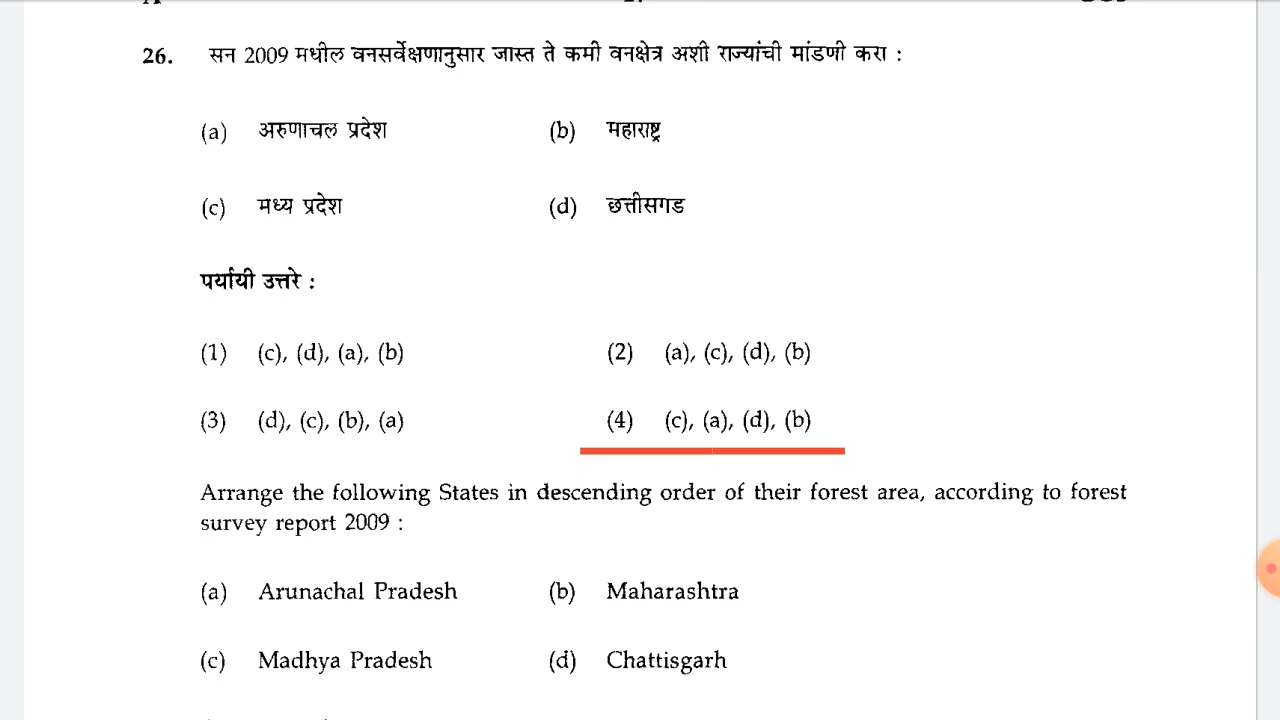 26. सन 2009 मधील वनसर्वेक्षणानुसार जास्त ते कमी वनक्षेत्र अशी राज्यांची मांडणी करा :
(a) अरुणाचल प्रदेश (b) महाराष्ट्र
(c) मध्य प्रदेश (d) छत्तीसगड
पर्यायी उत्तरे :
(1) (c), (d), (a), (b) (2) (a), (c), (d), (b)
(3) (d), (c), (b), (a) (4) (c), (a), (d), (b)
Arrange the following States in descending order of their forest area, according to forest
survey report 2009 :
(a) Arunachal Pradesh (b) Maharashtra
(c) Madhya Pradesh (d) Chattisgarh